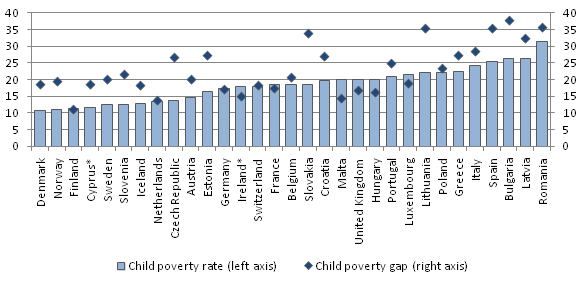 40
35
30
25
20
15
10
5
0
40
35
30
25
20
15
10
5
0
Denmark
Norway
Finland
Cyprus*
Sweden
Slovenia
Iceland
Netherlands
Czech Republic
Austria
Estonia
Germany
Ireland*
Switzerland
France
Belgium
Slovakia
Croatia
Malta
United Kingdom
Hungary
Portugal
Luxembourg
Lithuania
Poland
Greece
Italy
Spain
Bulgaria
Latvia
Romania
Child poverty rate (left axis)
Child poverty gap (right axis)